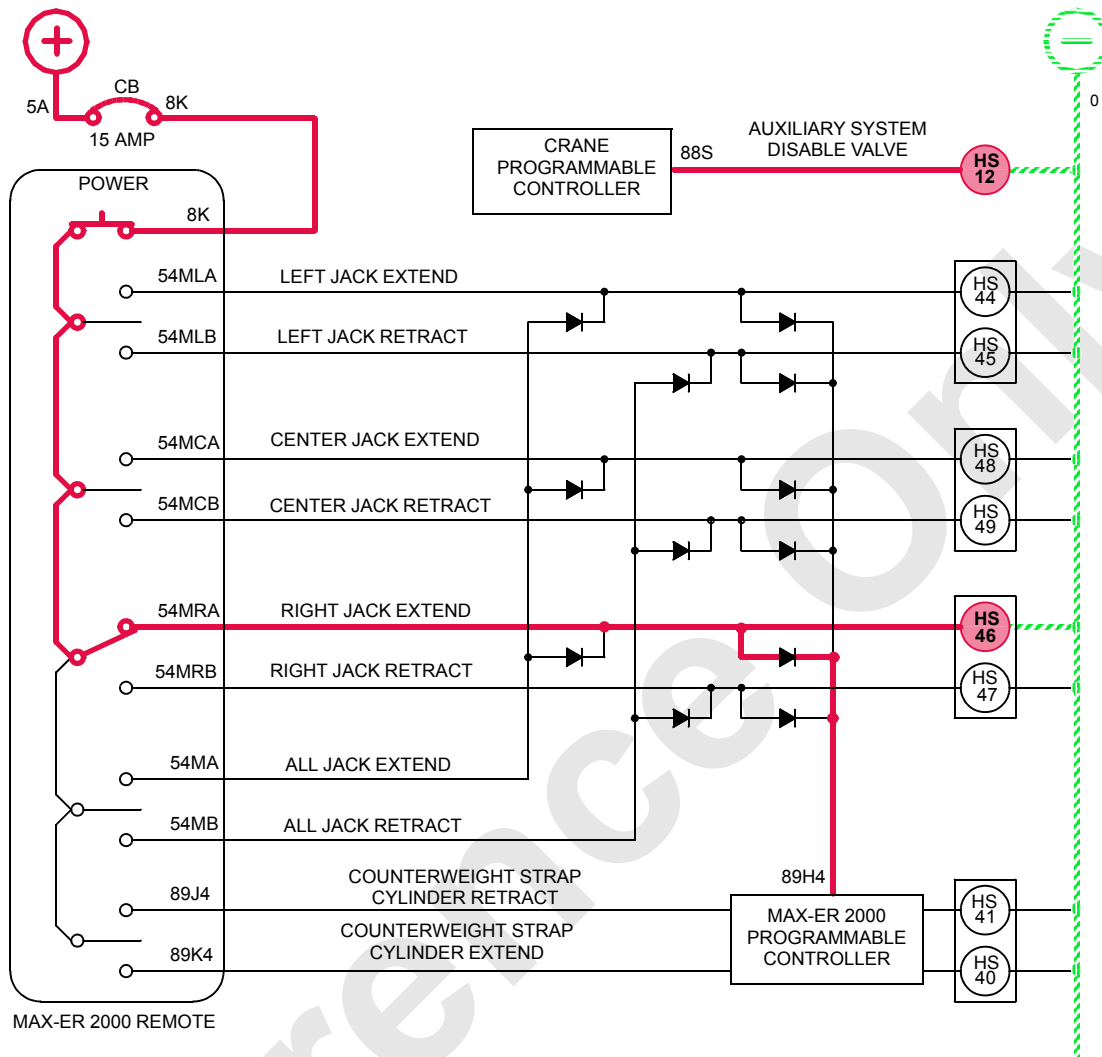 +
−
5A
CB
8K
15 AMP
0
POWER
8K
CRANE
PROGRAMMABLE
CONTROLLER
88S
AUXILIARY SYSTEM
DISABLE VALVE
HS
12
54MLA
LEFT JACK EXTEND
HS
44
54MLB
LEFT JACK RETRACT
HS
45
54MCA
CENTER JACK EXTEND
HS
48
54MCB
CENTER JACK RETRACT
HS
49
54MRA
RIGHT JACK EXTEND
HS
46
54MRB
RIGHT JACK RETRACT
HS
47
54MA
ALL JACK EXTEND
54MB
ALL JACK RETRACT
89J4
COUNTERWEIGHT STRAP
CYLINDER RETRACT
89H4
HS
41
89K4
COUNTERWEIGHT STRAP
CYLINDER EXTEND
MAX-ER 2000
PROGRAMMABLE
CONTROLLER
HS
40
MAX-ER 2000 REMOTE
rence Only